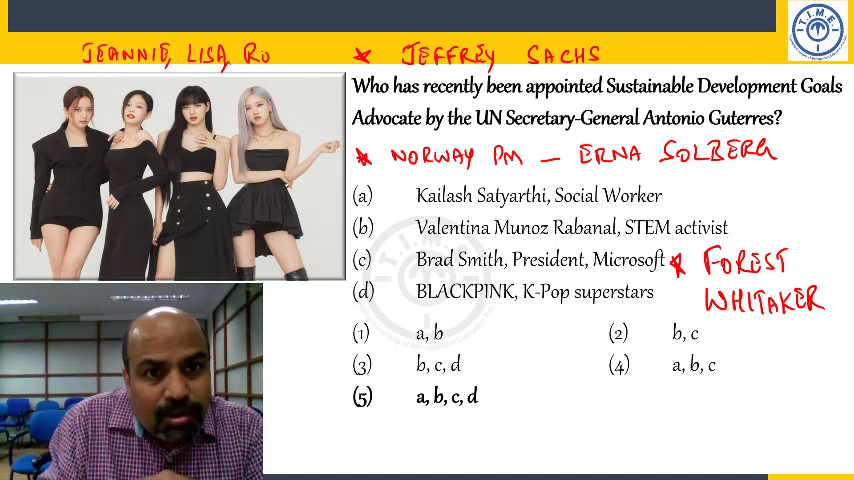 JEANNIE, LISA, RO
★ JEFFREY SACHS
T.I.M.E.
Who has recently been appointed Sustainable Development Goals
Advocate by the UN Secretary-General Antonio Guterres?
★ NORWAY PM – ERNA SOLBERG
(a) Kailash Satyarthi, Social Worker
(b) Valentina Munoz Rabanal, STEM activist
(c) Brad Smith, President, Microsoft ★ FOREST
(d) BLACKPINK, K-Pop superstars WHITAKER
(1) a, b (2) b, c
(3) b, c, d (4) a, b, c
(5) a, b, c, d
T.I.M.E.